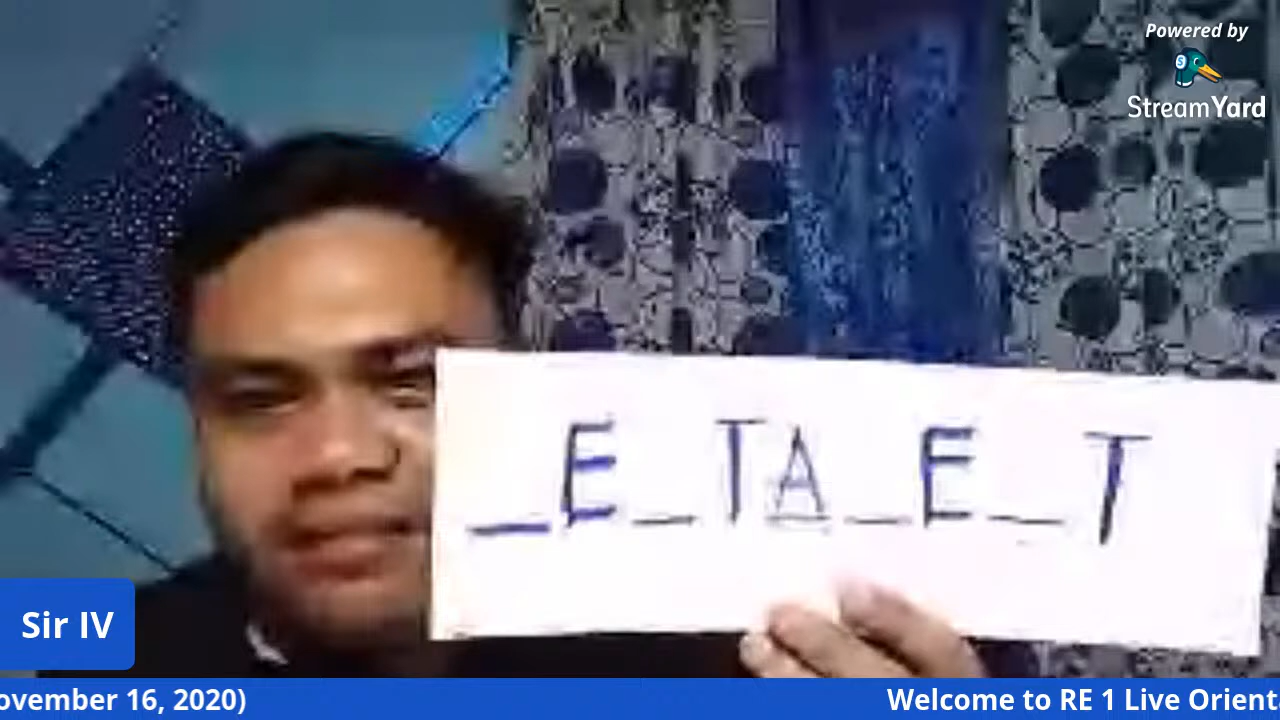 Powered by
StreamYard
_E_TA_E_T
Sir IV
ovember 16, 2020)
Welcome to RE 1 Live Orient